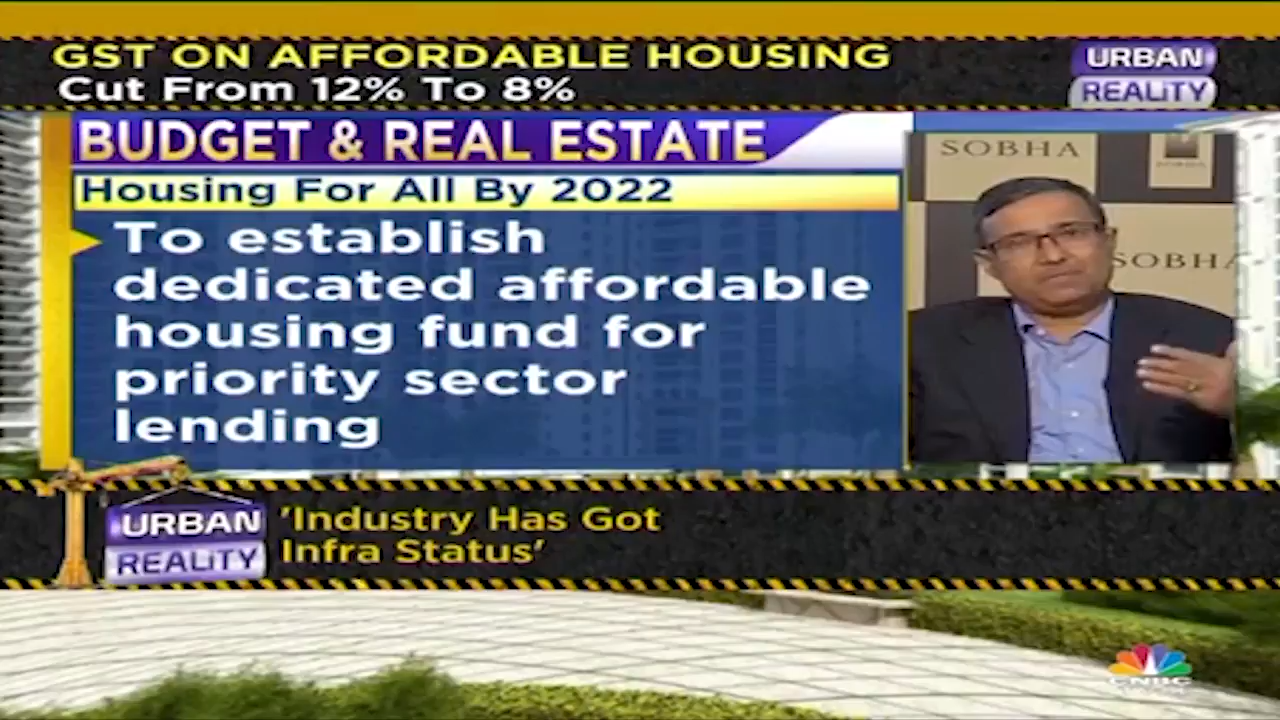 GST ON AFFORDABLE HOUSING
Cut From 12% To 8%
URBAN
REALITY
BUDGET & REAL ESTATE
Housing For All By 2022
To establish
dedicated affordable
housing fund for
priority sector
lending
SOBHA
SOBHA
URBAN
REALITY
'Industry Has Got
Infra Status'
CNBC